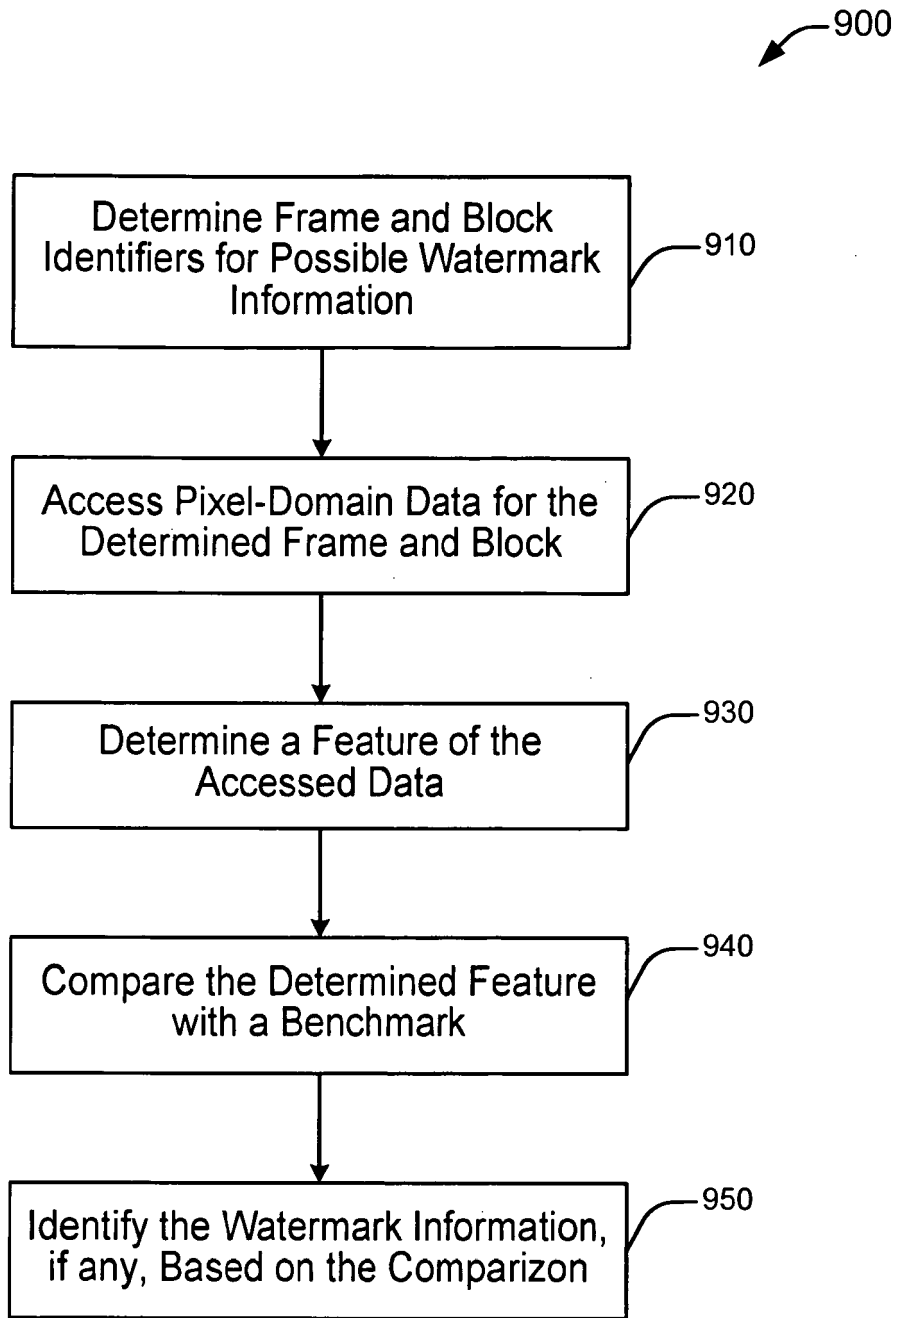 900
Determine Frame and Block
Identifiers for Possible Watermark
Information
910
Access Pixel-Domain Data for the
Determined Frame and Block
920
Determine a Feature of the
Accessed Data
930
Compare the Determined Feature
with a Benchmark
940
Identify the Watermark Information,
if any, Based on the Comparizon
950